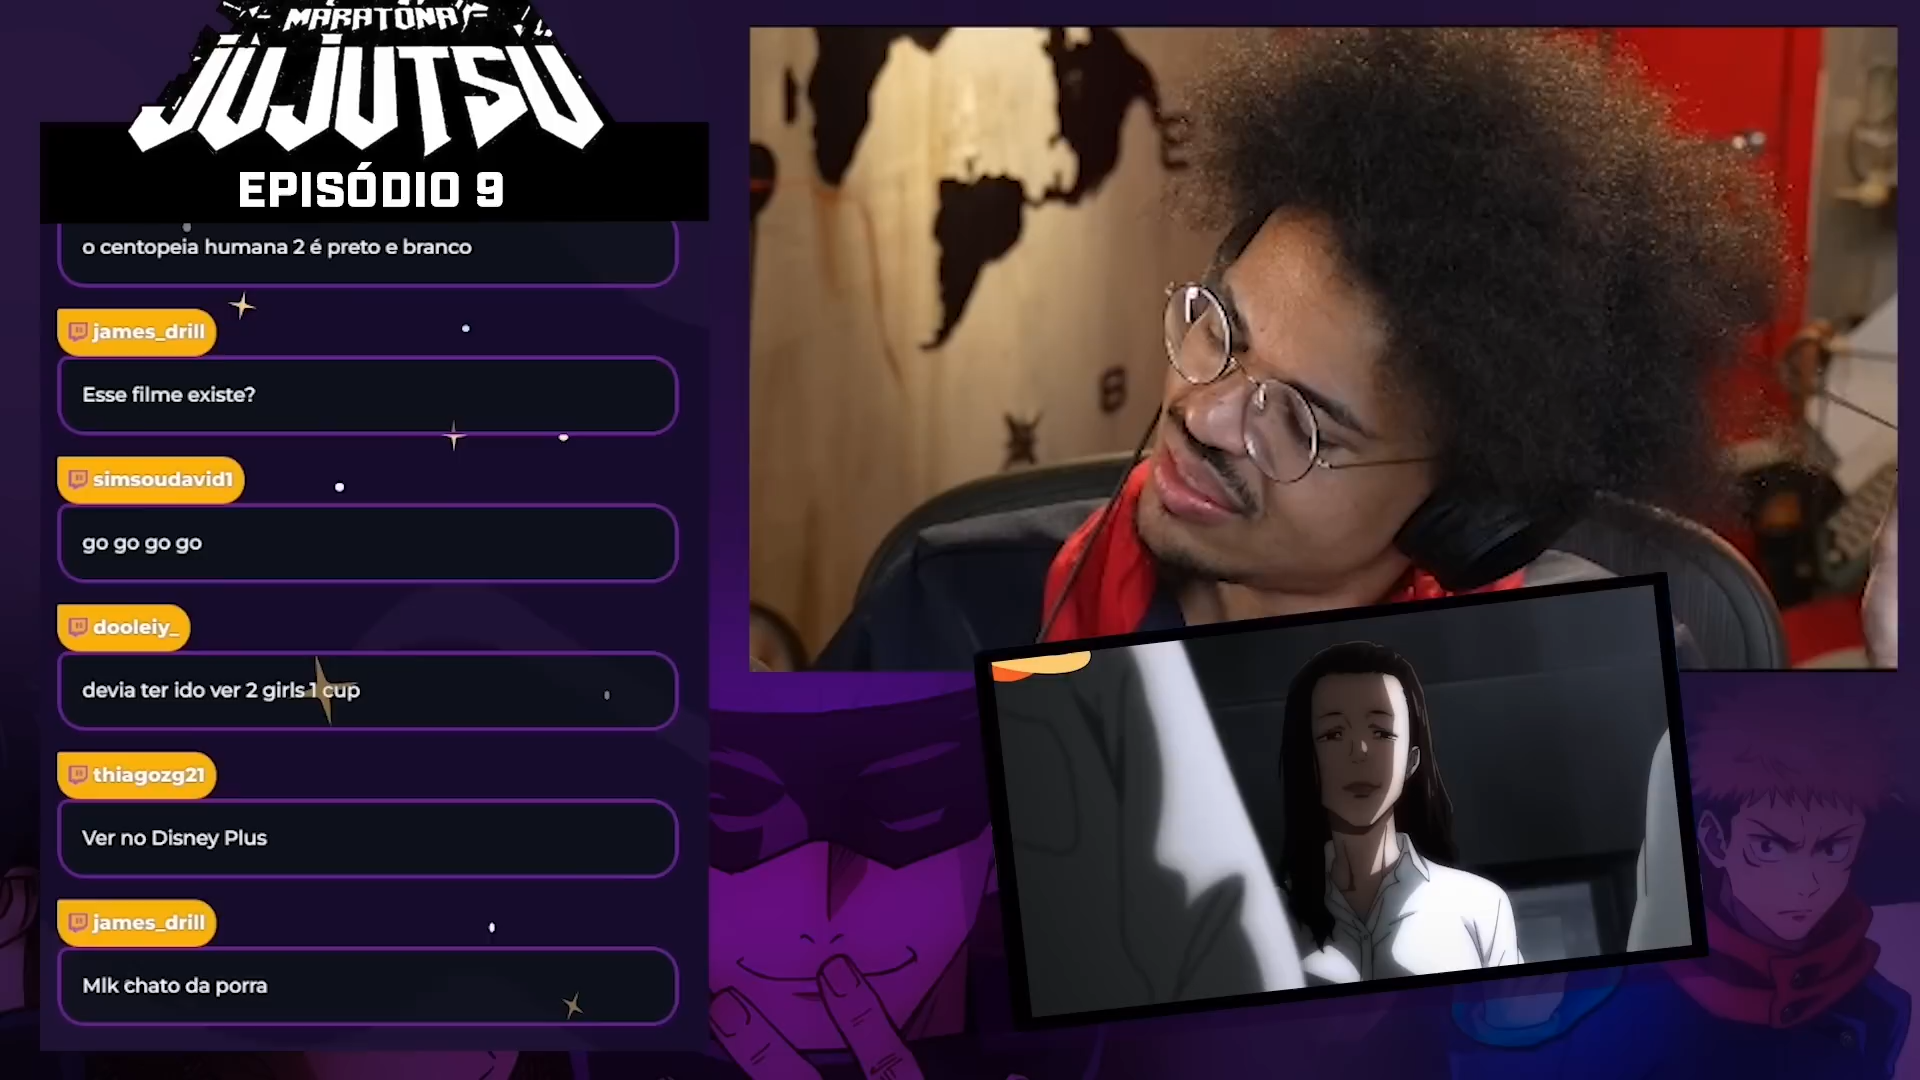 MARATONA
JUJUTSU
EPISÓDIO 9
o centopeia humana 2 é preto e branco
james_drill
Esse filme existe?
simsoudavid1
go go go go
dooleiy_
devia ter ido ver 2 girls 1 cup
thiagozg21
Ver no Disney Plus
james_drill
Mlk chato da porra
8